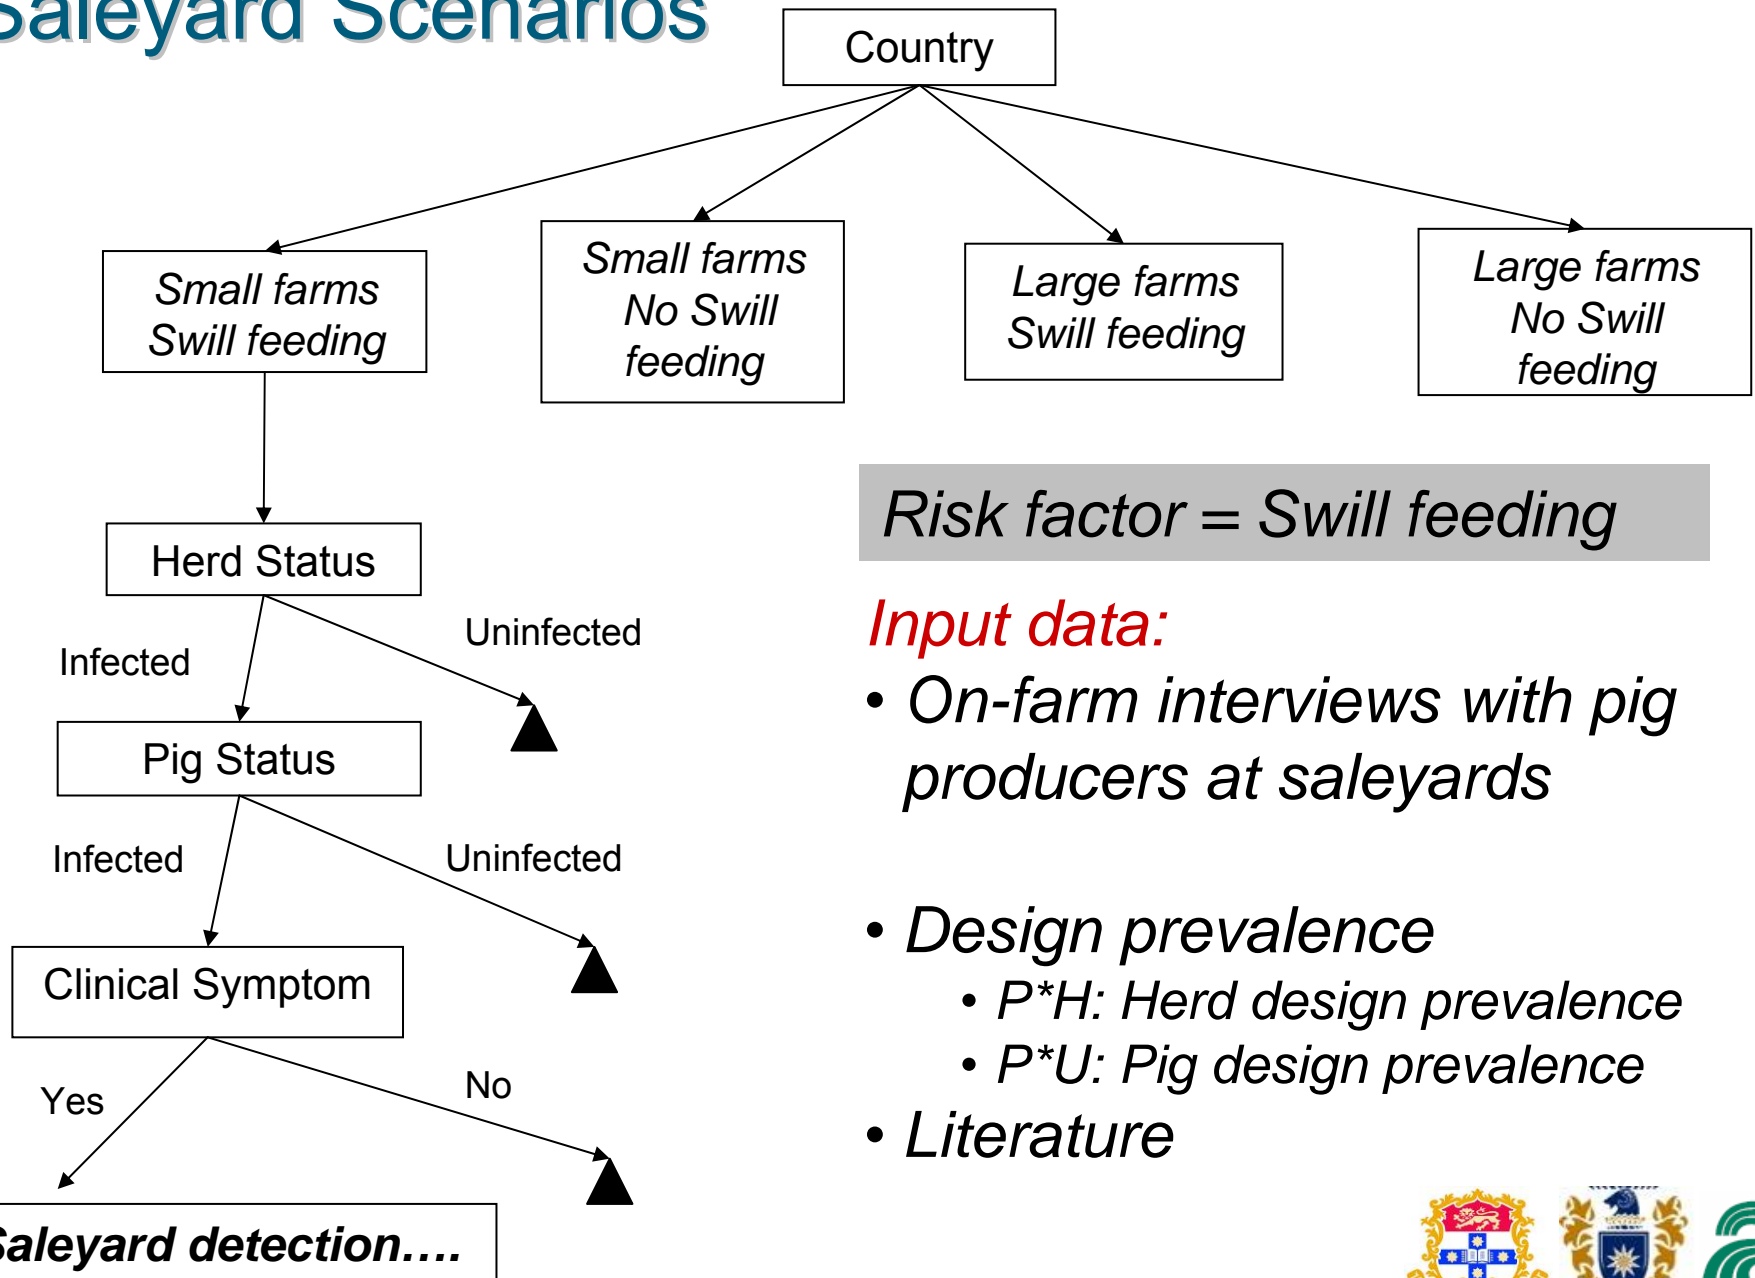 Saleyard Scenarios
Country
Small farms
Swill feeding
Small farms
No Swill
feeding
Large farms
Swill feeding
Large farms
No Swill
feeding
Herd Status
Infected
Uninfected
Pig Status
Infected
Uninfected
Clinical Symptom
Yes
No
Saleyard detection....
Risk factor = Swill feeding
Input data:
• On-farm interviews with pig
producers at saleyards
• Design prevalence
• P*H: Herd design prevalence
• P*U: Pig design prevalence
• Literature